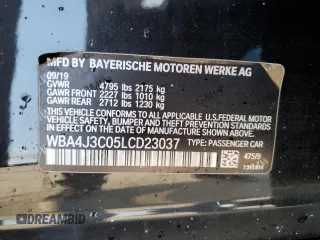 MFD BY BAYERISCHE MOTOREN WERKE AG
09/19
GVWR 4795 lbs 2175 kg
GAWR FRONT 2227 lbs 1010 kg
GAWR REAR 2712 lbs 1230 kg
THIS VEHICLE CONFORMS TO ALL APPLICABLE U.S. FEDERAL MOTOR
VEHICLE SAFETY, BUMPER, AND THEFT PREVENTION STANDARDS IN
EFFECT ON THE DATE OF MANUFACTURE SHOWN ABOVE.
WBA4J3C05LCD23037
TYPE: PASSENGER CAR
475/9
DREAMBID